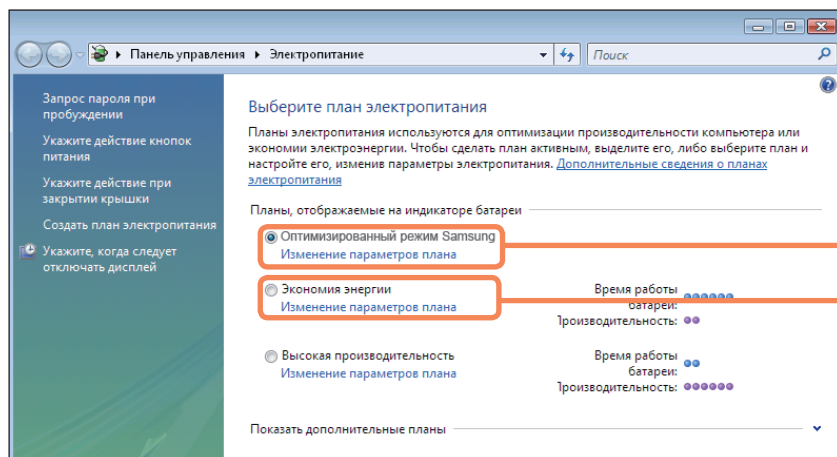 Панель управления ▸ Электропитание
Поиск
Запрос пароля при
пробуждении
Укажите действие кнопок
питания
Укажите действие при
закрытии крышки
Создать план электропитания
Укажите, когда следует
отключать дисплей
Выберите план электропитания
Планы электропитания используются для оптимизации производительности компьютера или
экономии электроэнергии. Чтобы сделать план активным, выделите его, либо выберите план и
настройте его, изменив параметры электропитания. Дополнительные сведения о планах
электропитания
Планы, отображаемые на индикаторе батареи
Оптимизированный режим Samsung
Изменение параметров плана
Экономия энергии
Изменение параметров плана
Время работы
батареи:
Производительность:
Высокая производительность
Изменение параметров плана
Время работы
батареи:
Производительность:
Показать дополнительные планы